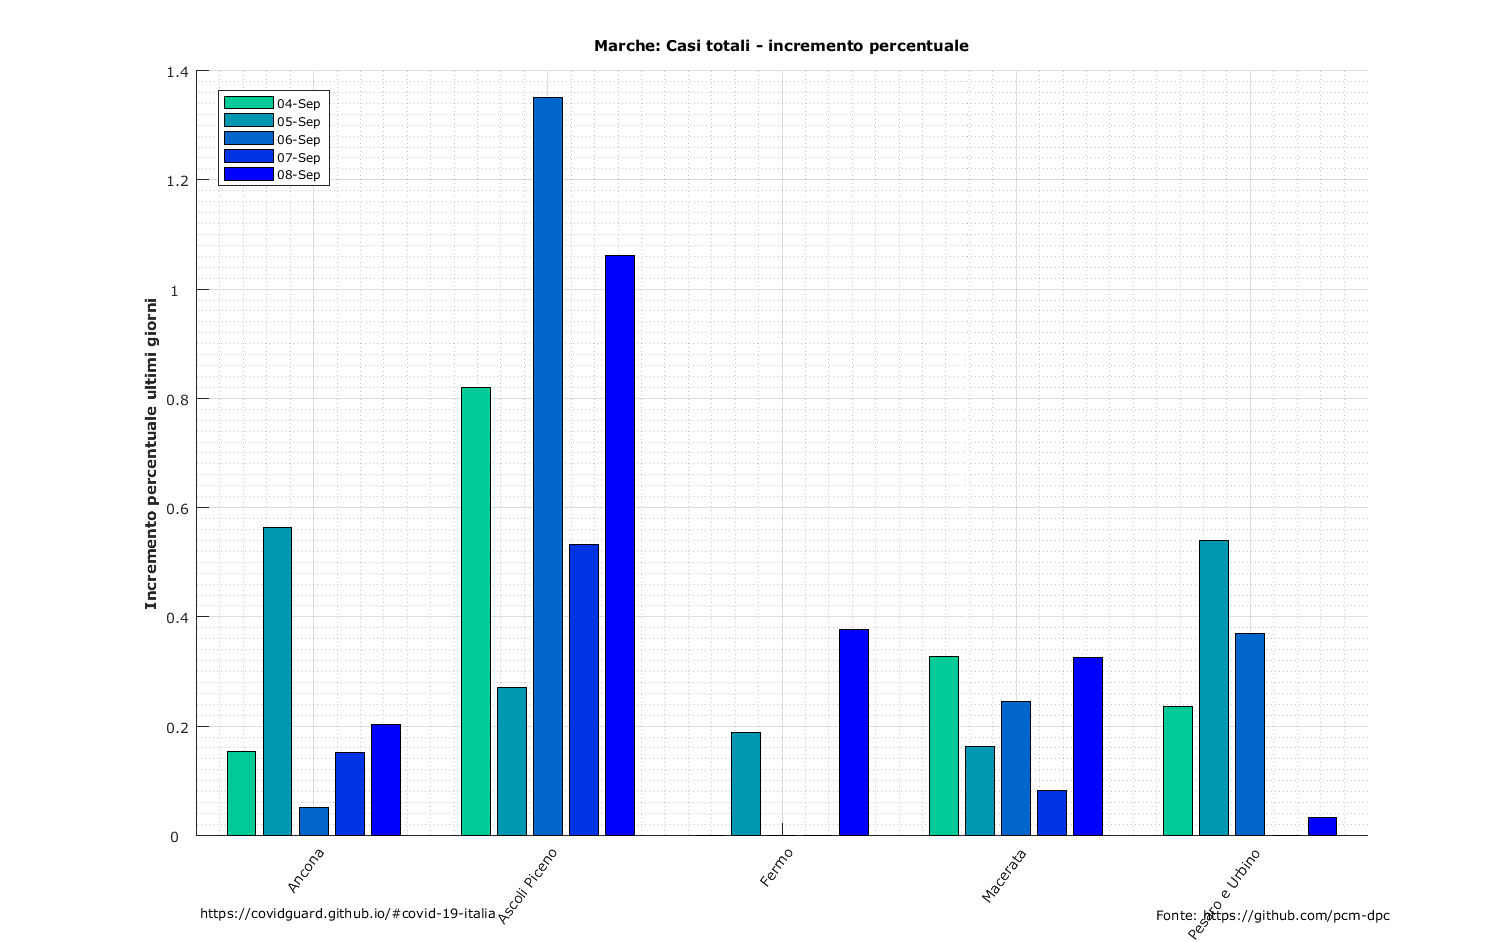 Marche: Casi totali - incremento percentuale
Incremento percentuale ultimi giorni
1.4
1.2
1
0.8
0.6
0.4
0.2
0
04-Sep
05-Sep
06-Sep
07-Sep
08-Sep
Ancona
Ascoli Piceno
Fermo
Macerata
Pesaro e Urbino
https://covidguard.github.io/#covid-19-italia
Fonte: https://github.com/pcm-dpc